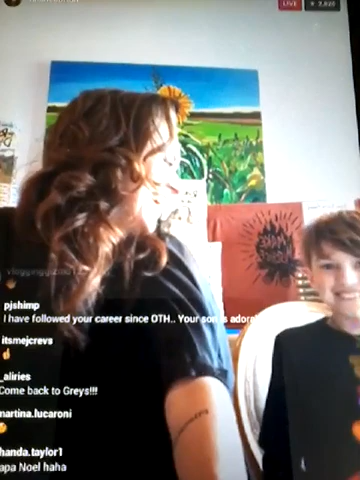 LIVE
pjshimp
I have followed your career since OTH.. Your son is adora
itsmejcrevs
_aliries
Come back to Greys!!!
martina.lucaroni
handa.taylor1
apa Noel haha